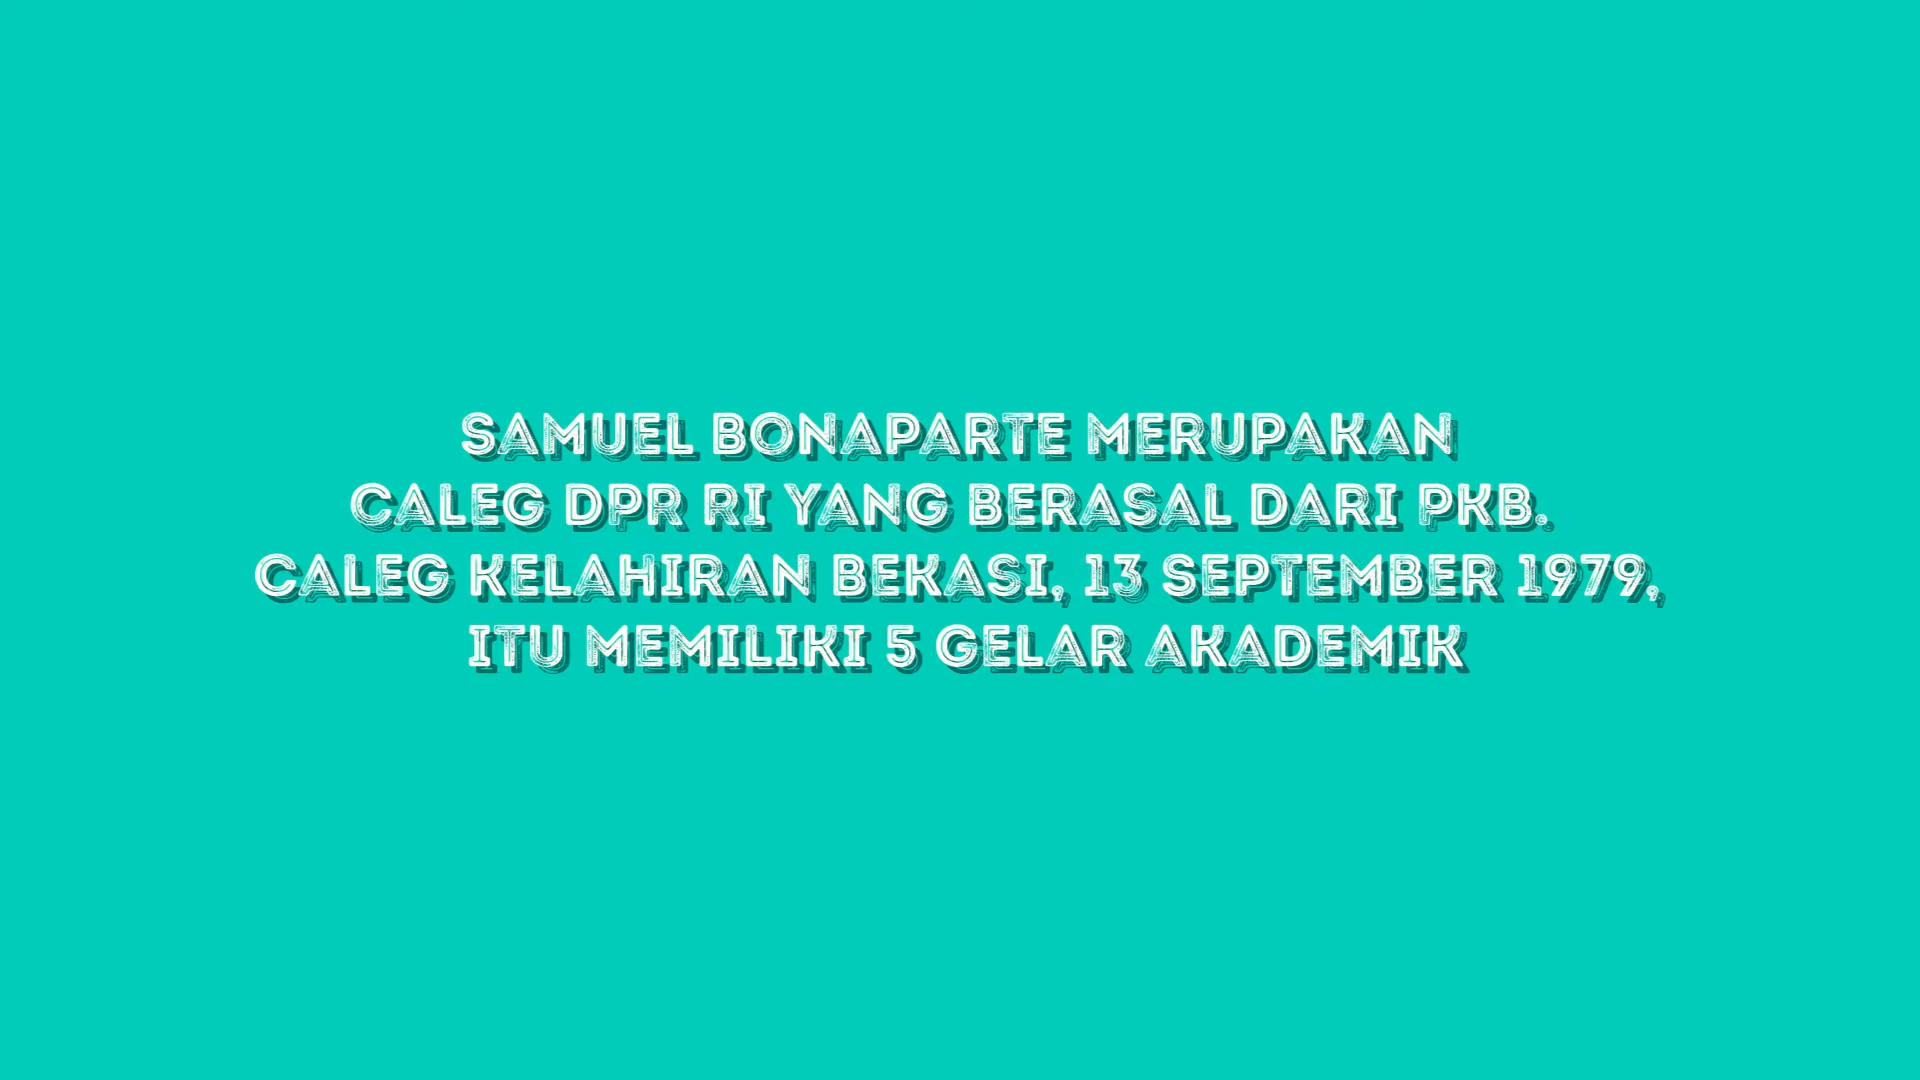 SAMUEL BONAPARTE MERUPAKAN
CALEG DPR RI YANG BERASAL DARI PKB.
CALEG KELAHIRAN BEKASI, 13 SEPTEMBER 1979,
ITU MEMILIKI 5 GELAR AKADEMIK